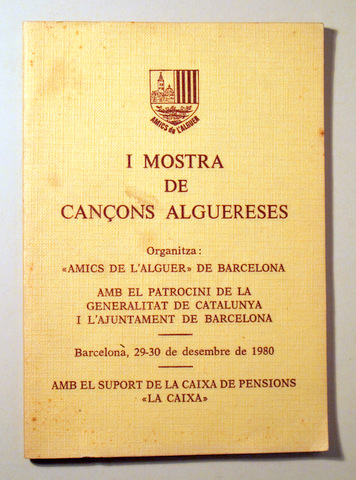 AMICS de L'ALGUER
I MOSTRA
DE
CANÇONS ALGUERESES
Organitza:
«AMICS DE L'ALGUER» DE BARCELONA
AMB EL PATROCINI DE LA
GENERALITAT DE CATALUNYA
I L'AJUNTAMENT DE BARCELONA
Barcelona, 29-30 de desembre de 1980
AMB EL SUPORT DE LA CAIXA DE PENSIONS
«LA CAIXA»